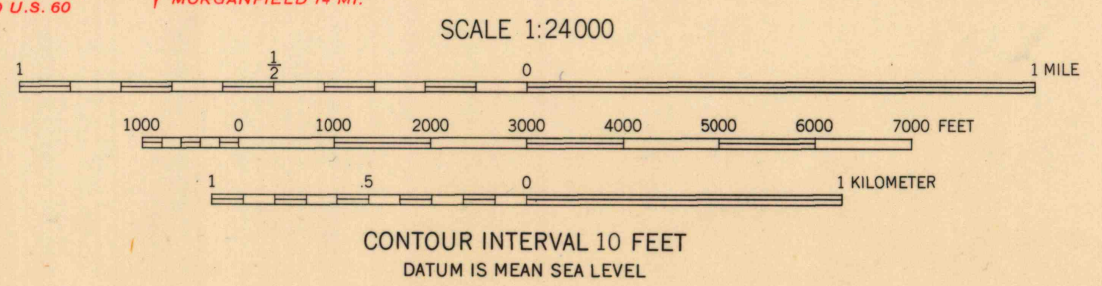 U.S. 60
MORGANFIELD 14 MI.
SCALE 1:24000
1 1/2 0 1 MILE
1000 0 1000 2000 3000 4000 5000 6000 7000 FEET
1 .5 0 1 KILOMETER
CONTOUR INTERVAL 10 FEET
DATUM IS MEAN SEA LEVEL